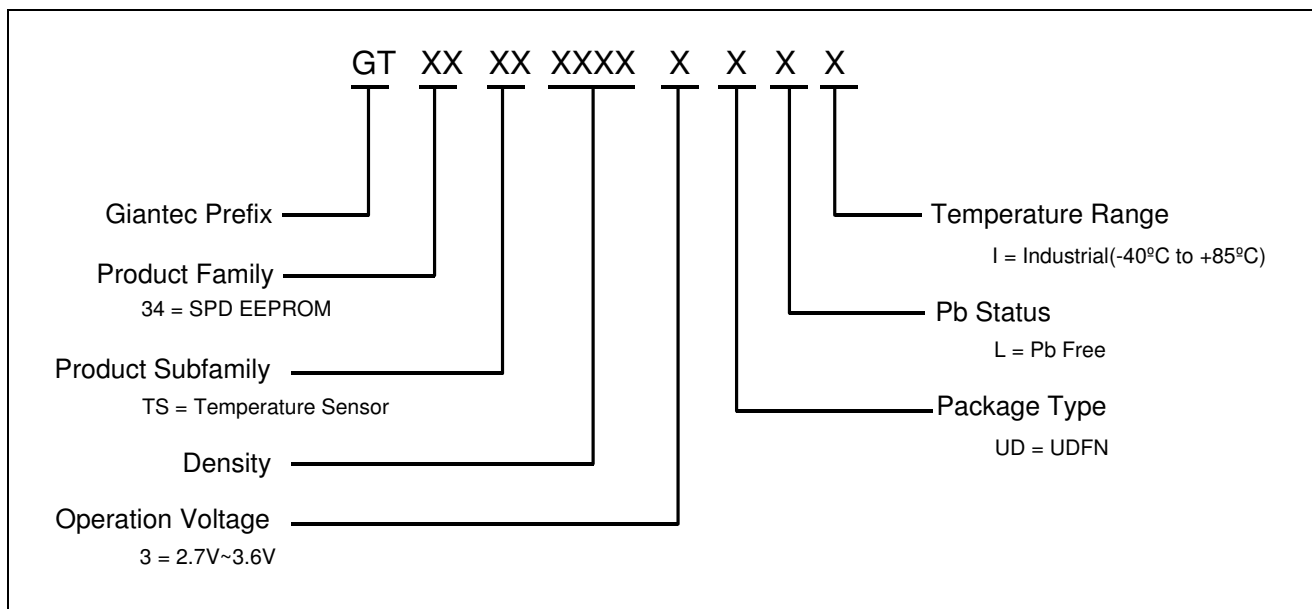 GT XX XX XXXX X X X X
Giantec Prefix
Product Family
34 = SPD EEPROM
Product Subfamily
TS = Temperature Sensor
Density
Operation Voltage
3 = 2.7V~3.6V
Temperature Range
I = Industrial(-40ºC to +85ºC)
Pb Status
L = Pb Free
Package Type
UD = UDFN